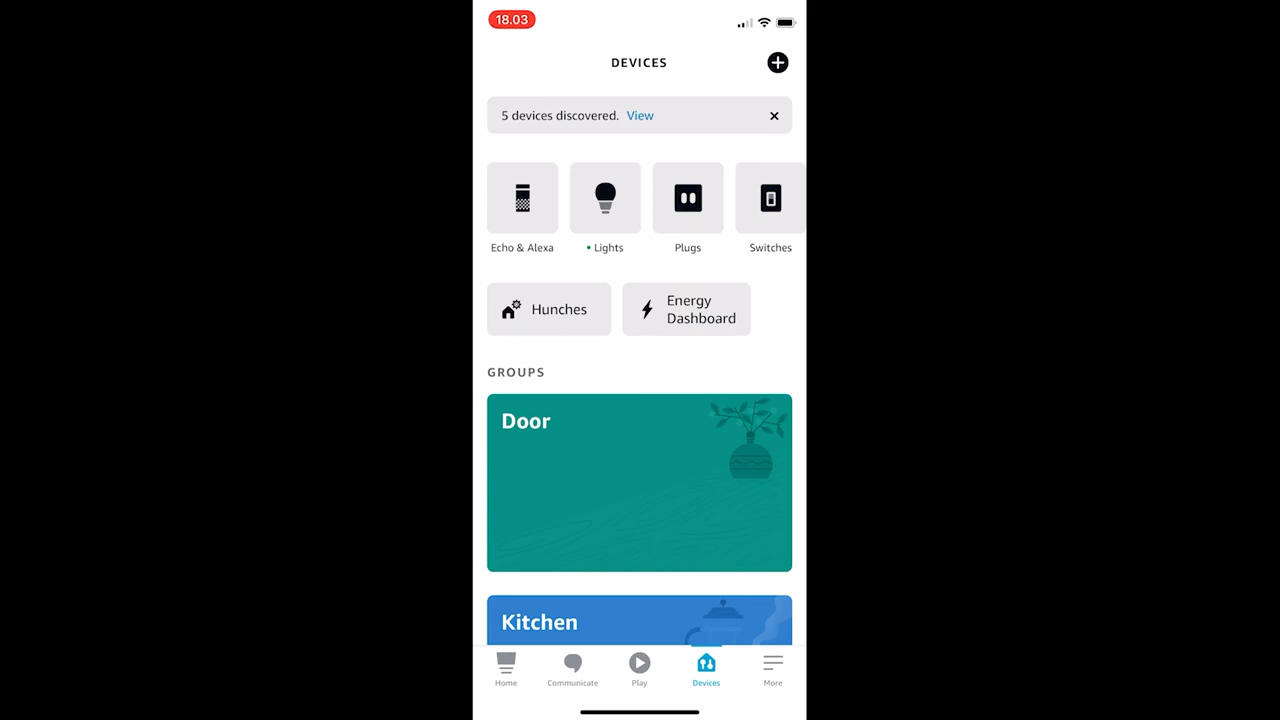 18.03
DEVICES
5 devices discovered. View
Echo & Alexa
Lights
Plugs
Switches
Hunches
Energy
Dashboard
GROUPS
Door
Kitchen
Home
Communicate
Play
Devices
More